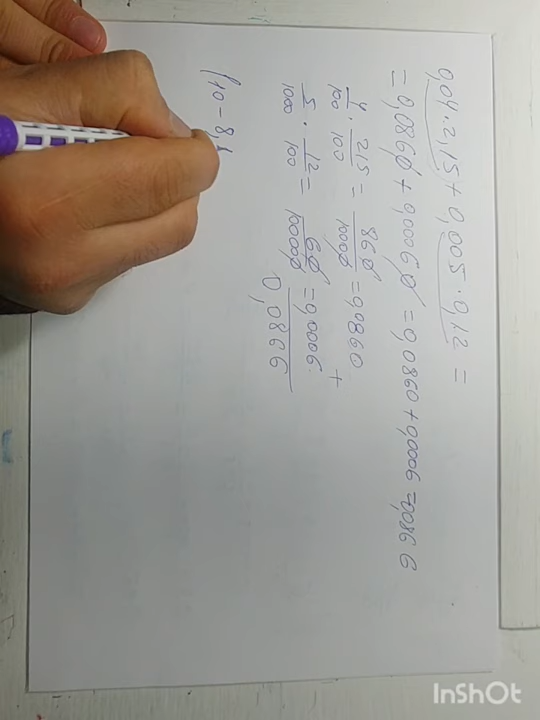 0,04 · 2,15 + 0,005 · 0,12 =
= 0,08600 + 0,00060 = 0,0860 + 0,0006 = 0,0866
4/100 · 215/100 = 860/10000 = 0,0860
+
5/1000 · 12/100 = 60/100000 = 0,0006
0,0866
(10 - 8,
InShOt